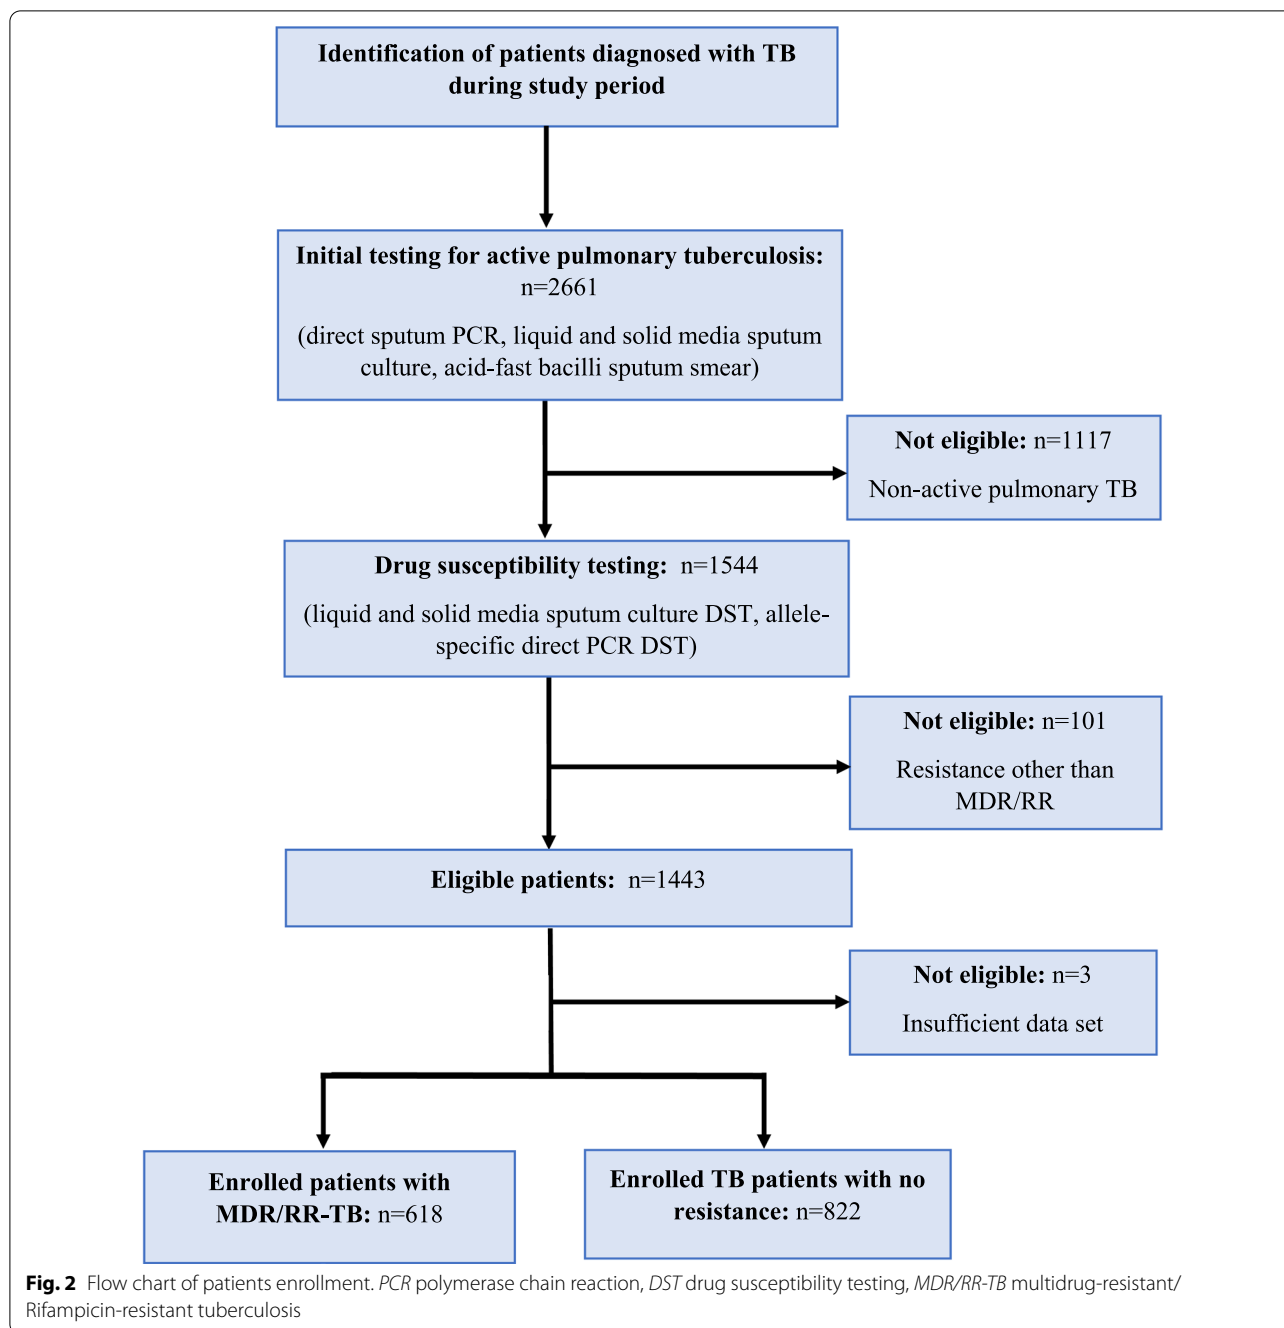 Identification of patients diagnosed with TB
during study period
Initial testing for active pulmonary tuberculosis:
n=2661
(direct sputum PCR, liquid and solid media sputum
culture, acid-fast bacilli sputum smear)
Not eligible: n=1117
Non-active pulmonary TB
Drug susceptibility testing: n=1544
(liquid and solid media sputum culture DST, allele-
specific direct PCR DST)
Not eligible: n=101
Resistance other than
MDR/RR
Eligible patients: n=1443
Not eligible: n=3
Insufficient data set
Enrolled patients with
MDR/RR-TB: n=618
Enrolled TB patients with no
resistance: n=822
Fig. 2 Flow chart of patients enrollment. PCR polymerase chain reaction, DST drug susceptibility testing, MDR/RR-TB multidrug-resistant/
Rifampicin-resistant tuberculosis